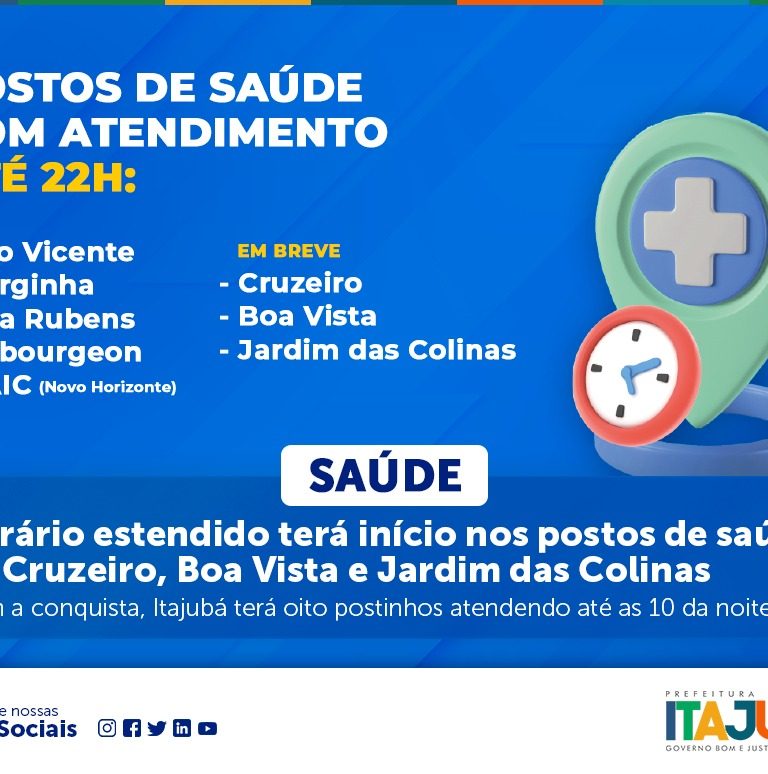 OSTOS DE SAÚDE
OM ATENDIMENTO
TÉ 22H:
o Vicente
rginha
a Rubens
bourgeon
IC (Novo Horizonte)
EM BREVE
- Cruzeiro
- Boa Vista
- Jardim das Colinas
SAÚDE
rário estendido terá início nos postos de saú
Cruzeiro, Boa Vista e Jardim das Colinas
m a conquista, Itajubá terá oito postinhos atendendo até as 10 da noite
e nossas
Sociais
PREFEITURA
ITAJU
GOVERNO BOM E JUST